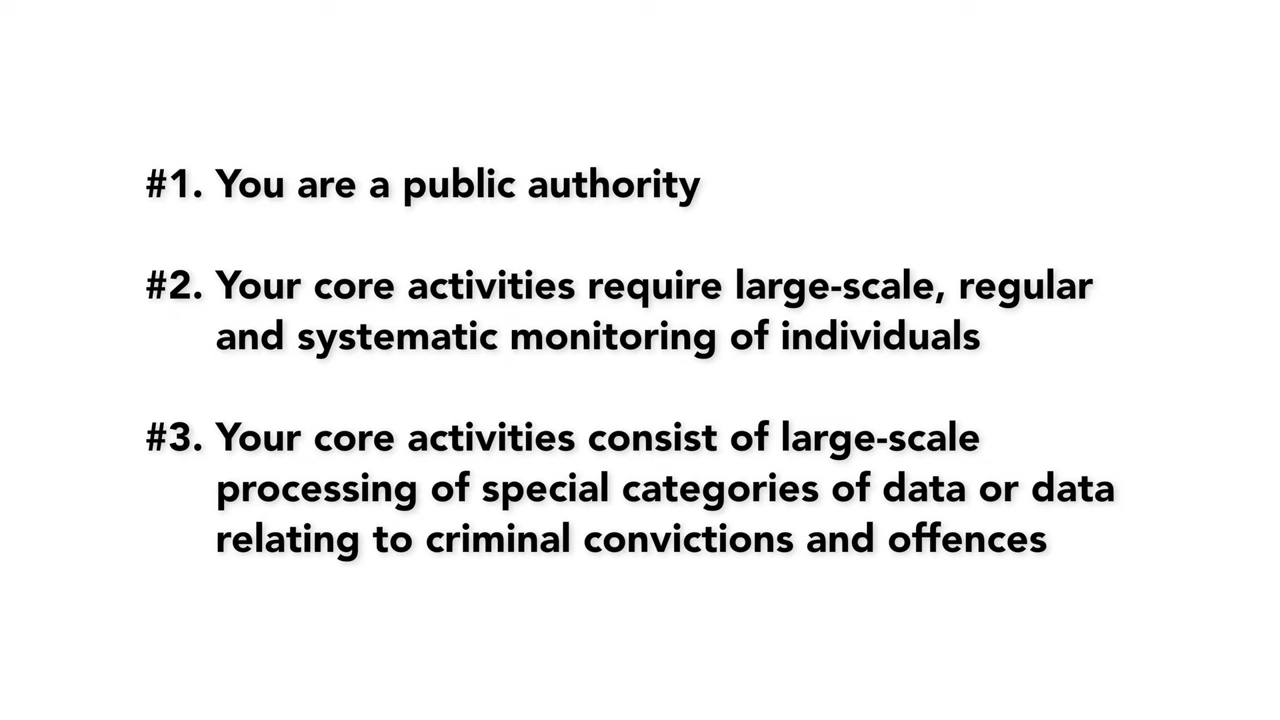 #1. You are a public authority
#2. Your core activities require large-scale, regular
and systematic monitoring of individuals
#3. Your core activities consist of large-scale
processing of special categories of data or data
relating to criminal convictions and offences